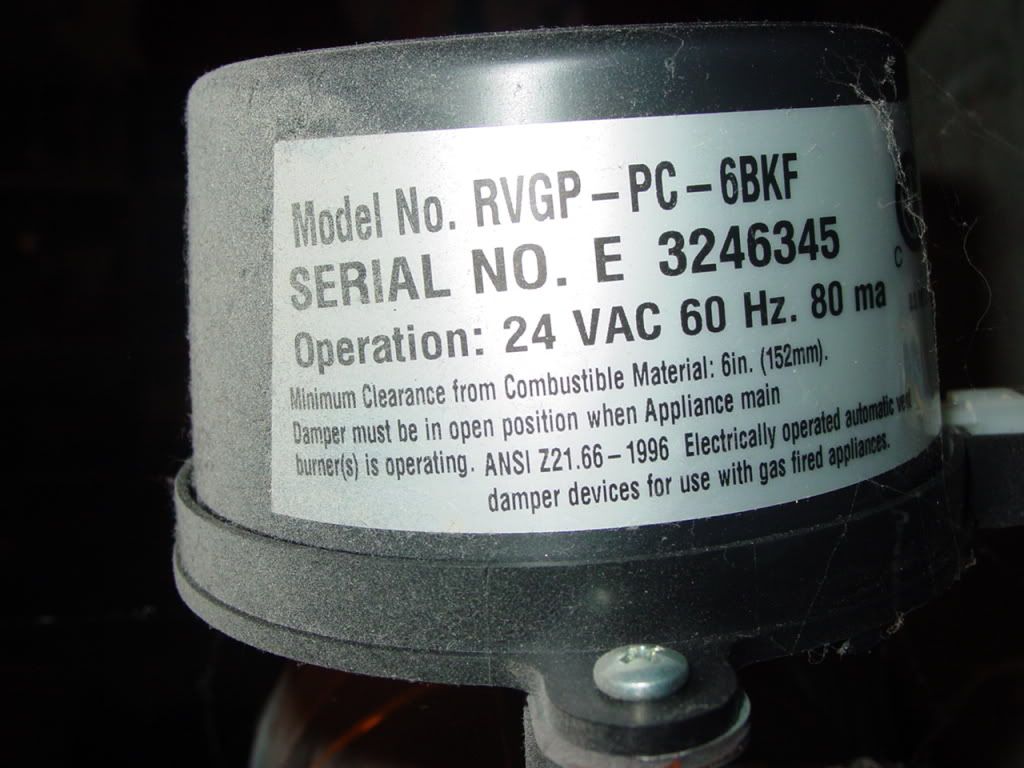 Model No. RVGP-PC-6BKF
SERIAL NO. E 3246345
Operation: 24 VAC 60 Hz. 80 ma
Minimum Clearance from Combustible Material: 6in. (152mm).
Damper must be in open position when Appliance main
burner(s) is operating. ANSI Z21.66-1996 Electrically operated automatic vent
damper devices for use with gas fired appliances.
C